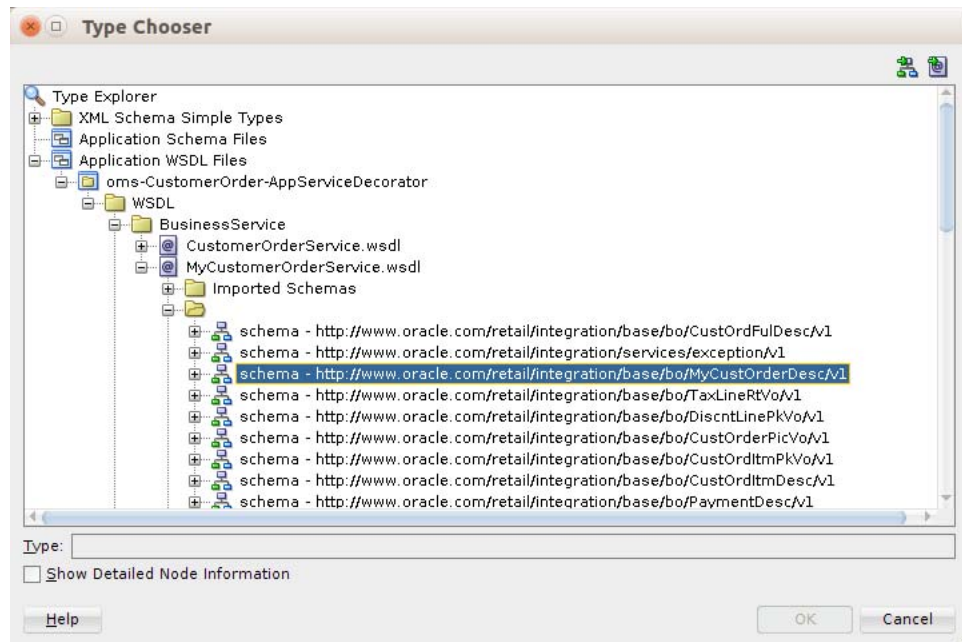 Type Chooser
Type Explorer
XML Schema Simple Types
Application Schema Files
Application WSDL Files
oms-CustomerOrder-AppServiceDecorator
WSDL
BusinessService
CustomerOrderService.wsdl
MyCustomerOrderService.wsdl
Imported Schemas
schema - http://www.oracle.com/retail/integration/base/bo/CustOrdFulDesc/v1
schema - http://www.oracle.com/retail/integration/services/exception/v1
schema - http://www.oracle.com/retail/integration/base/bo/MyCustOrderDesc/v1
schema - http://www.oracle.com/retail/integration/base/bo/TaxLineRtVo/v1
schema - http://www.oracle.com/retail/integration/base/bo/DiscntLinePkVo/v1
schema - http://www.oracle.com/retail/integration/base/bo/CustOrderPicVo/v1
schema - http://www.oracle.com/retail/integration/base/bo/CustOrdItmPkVo/v1
schema - http://www.oracle.com/retail/integration/base/bo/CustOrdItmDesc/v1
schema - http://www.oracle.com/retail/integration/base/bo/PaymentDesc/v1
Type:
Show Detailed Node Information
Help OK Cancel